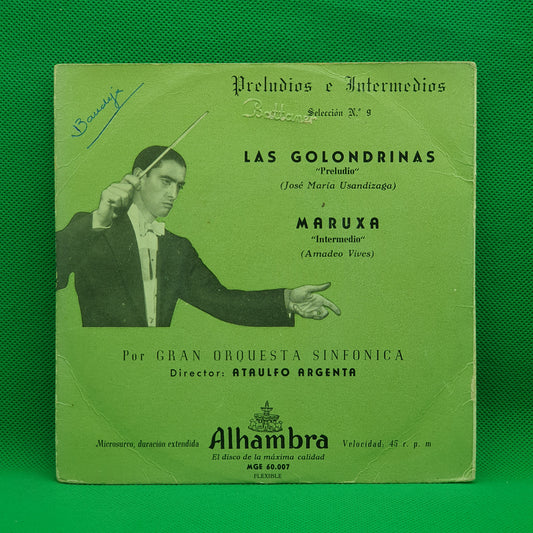 Preludios e Intermedios
Battaner
Selección N.º 9
Bandeja
LAS GOLONDRINAS
"Preludio"
(José María Usandizaga)
MARUXA
"Intermedio"
(Amadeo Vives)
Por GRAN ORQUESTA SINFONICA
Director: ATAULFO ARGENTA
Microsurco, duración extendida
Alhambra
Velocidad: 45 r. p. m
El disco de la máxima calidad
MGE 60.007
FLEXIBLE